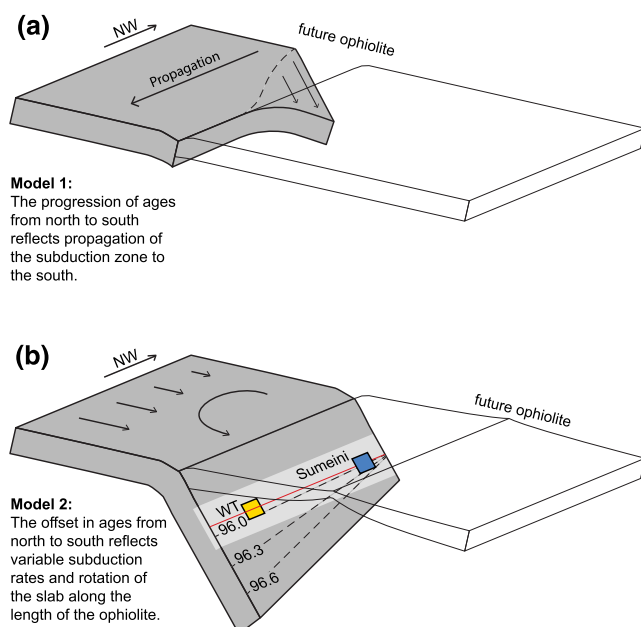 (a)
NW
future ophiolite
Propagation
Model 1:
The progression of ages
from north to south
reflects propagation of
the subduction zone to
the south.
(b)
NW
future ophiolite
Sumeini
WT
96.0
96.3
96.6
Model 2:
The offset in ages from
north to south reflects
variable subduction
rates and rotation of
the slab along the
length of the ophiolite.